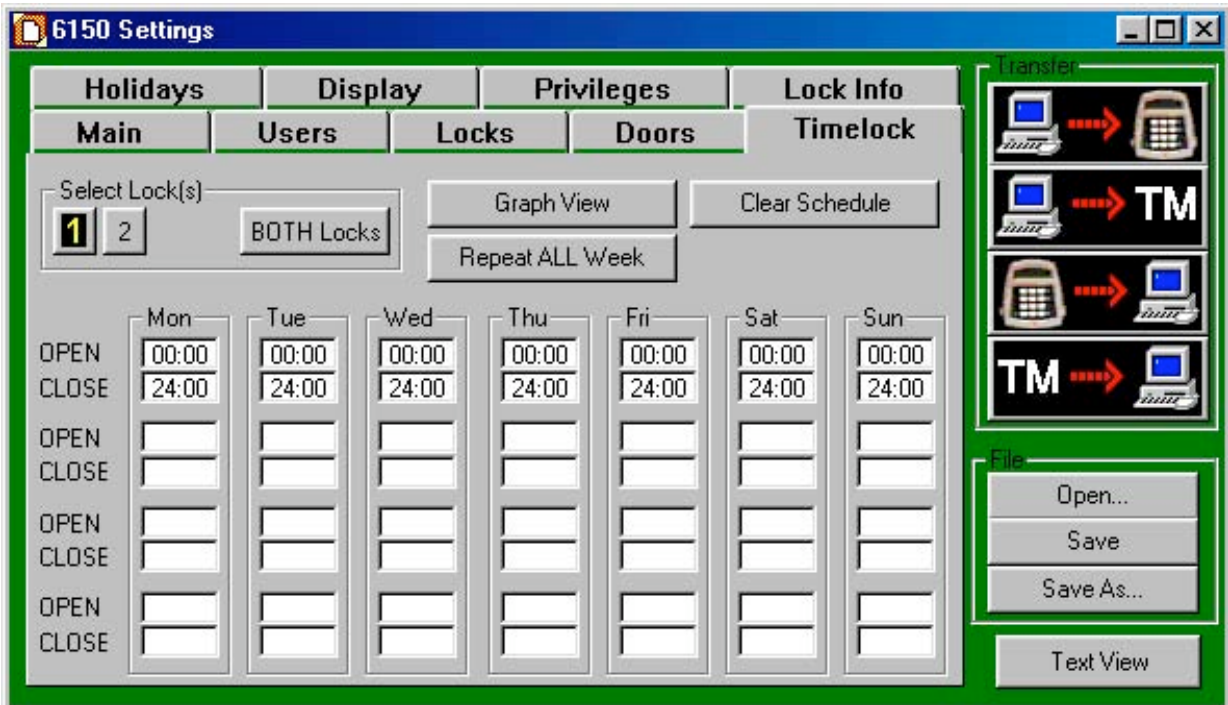 6150 Settings
Holidays Display Privileges Lock Info
Main Users Locks Doors Timelock
Select Lock(s)
1 2 BOTH Locks
Graph View Clear Schedule
Repeat ALL Week
Mon Tue Wed Thu Fri Sat Sun
OPEN 00:00 00:00 00:00 00:00 00:00 00:00 00:00
CLOSE 24:00 24:00 24:00 24:00 24:00 24:00 24:00
OPEN
CLOSE
OPEN
CLOSE
OPEN
CLOSE
Transfer
TM
TM
File
Open...
Save
Save As...
Text View